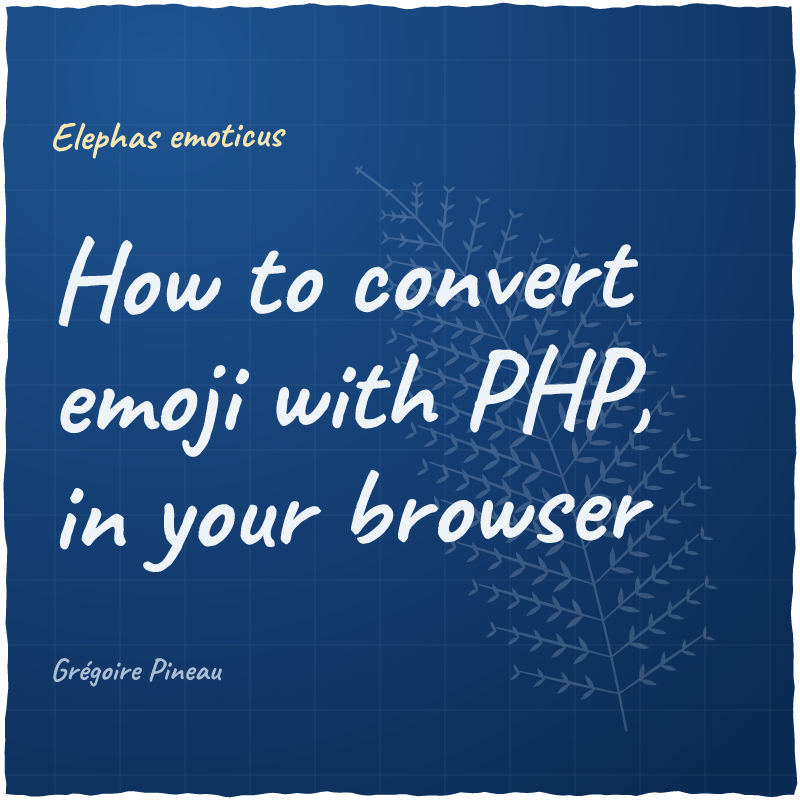 Elephas emoticus
How to convert
emoji with PHP,
in your browser
Grégoire Pineau